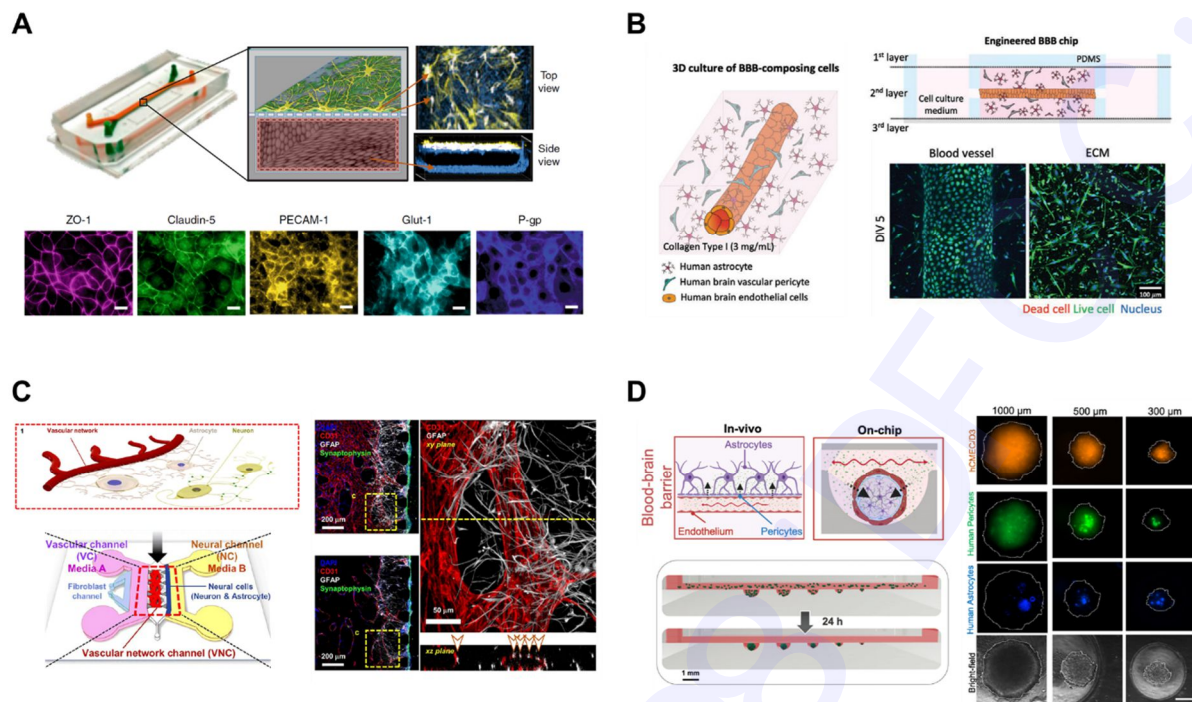 A
Top
view
Side
view
ZO-1
Claudin-5
PECAM-1
Glut-1
P-gp
B
3D culture of BBB-composing cells
Collagen Type I (3 mg/mL)
Human astrocyte
Human brain vascular pericyte
Human brain endothelial cells
Engineered BBB chip
1st layer
PDMS
2nd layer
Cell culture
medium
3rd layer
Blood vessel
ECM
DIV 5
100 μm
Dead cell Live cell Nucleus
C
1
Vascular network
Astrocyte
Neuron
Vascular channel
(VC)
Media A
Neural channel
(NC)
Media B
Fibroblast
channel
Neural cells
(Neuron & Astrocyte)
Vascular network channel (VNC)
DAPI
CD31
GFAP
Synaptophysin
C
200 μm
DAPI
CD31
GFAP
Synaptophysin
C
200 μm
CD31
GFAP
xy plane
50 μm
xz plane
D
Blood-brain
barrier
In-vivo
Astrocytes
Endothelium
Pericytes
On-chip
24 h
1 mm
1000 μm
500 μm
300 μm
hCMEC/D3
Human Pericytes
Human Astrocytes
Bright-field